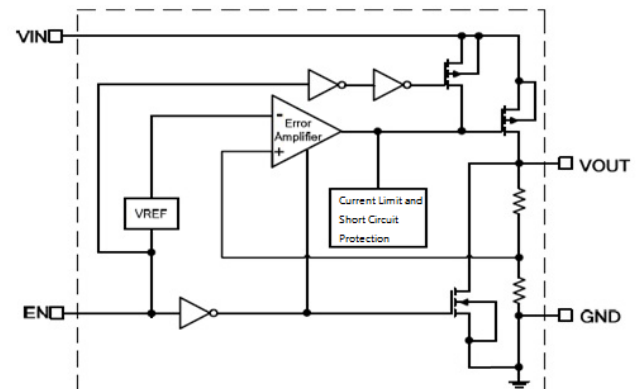 VIN
-
Error
Amplifier
+
Current Limit and
Short Circuit
Protection
VOUT
VREF
EN
GND